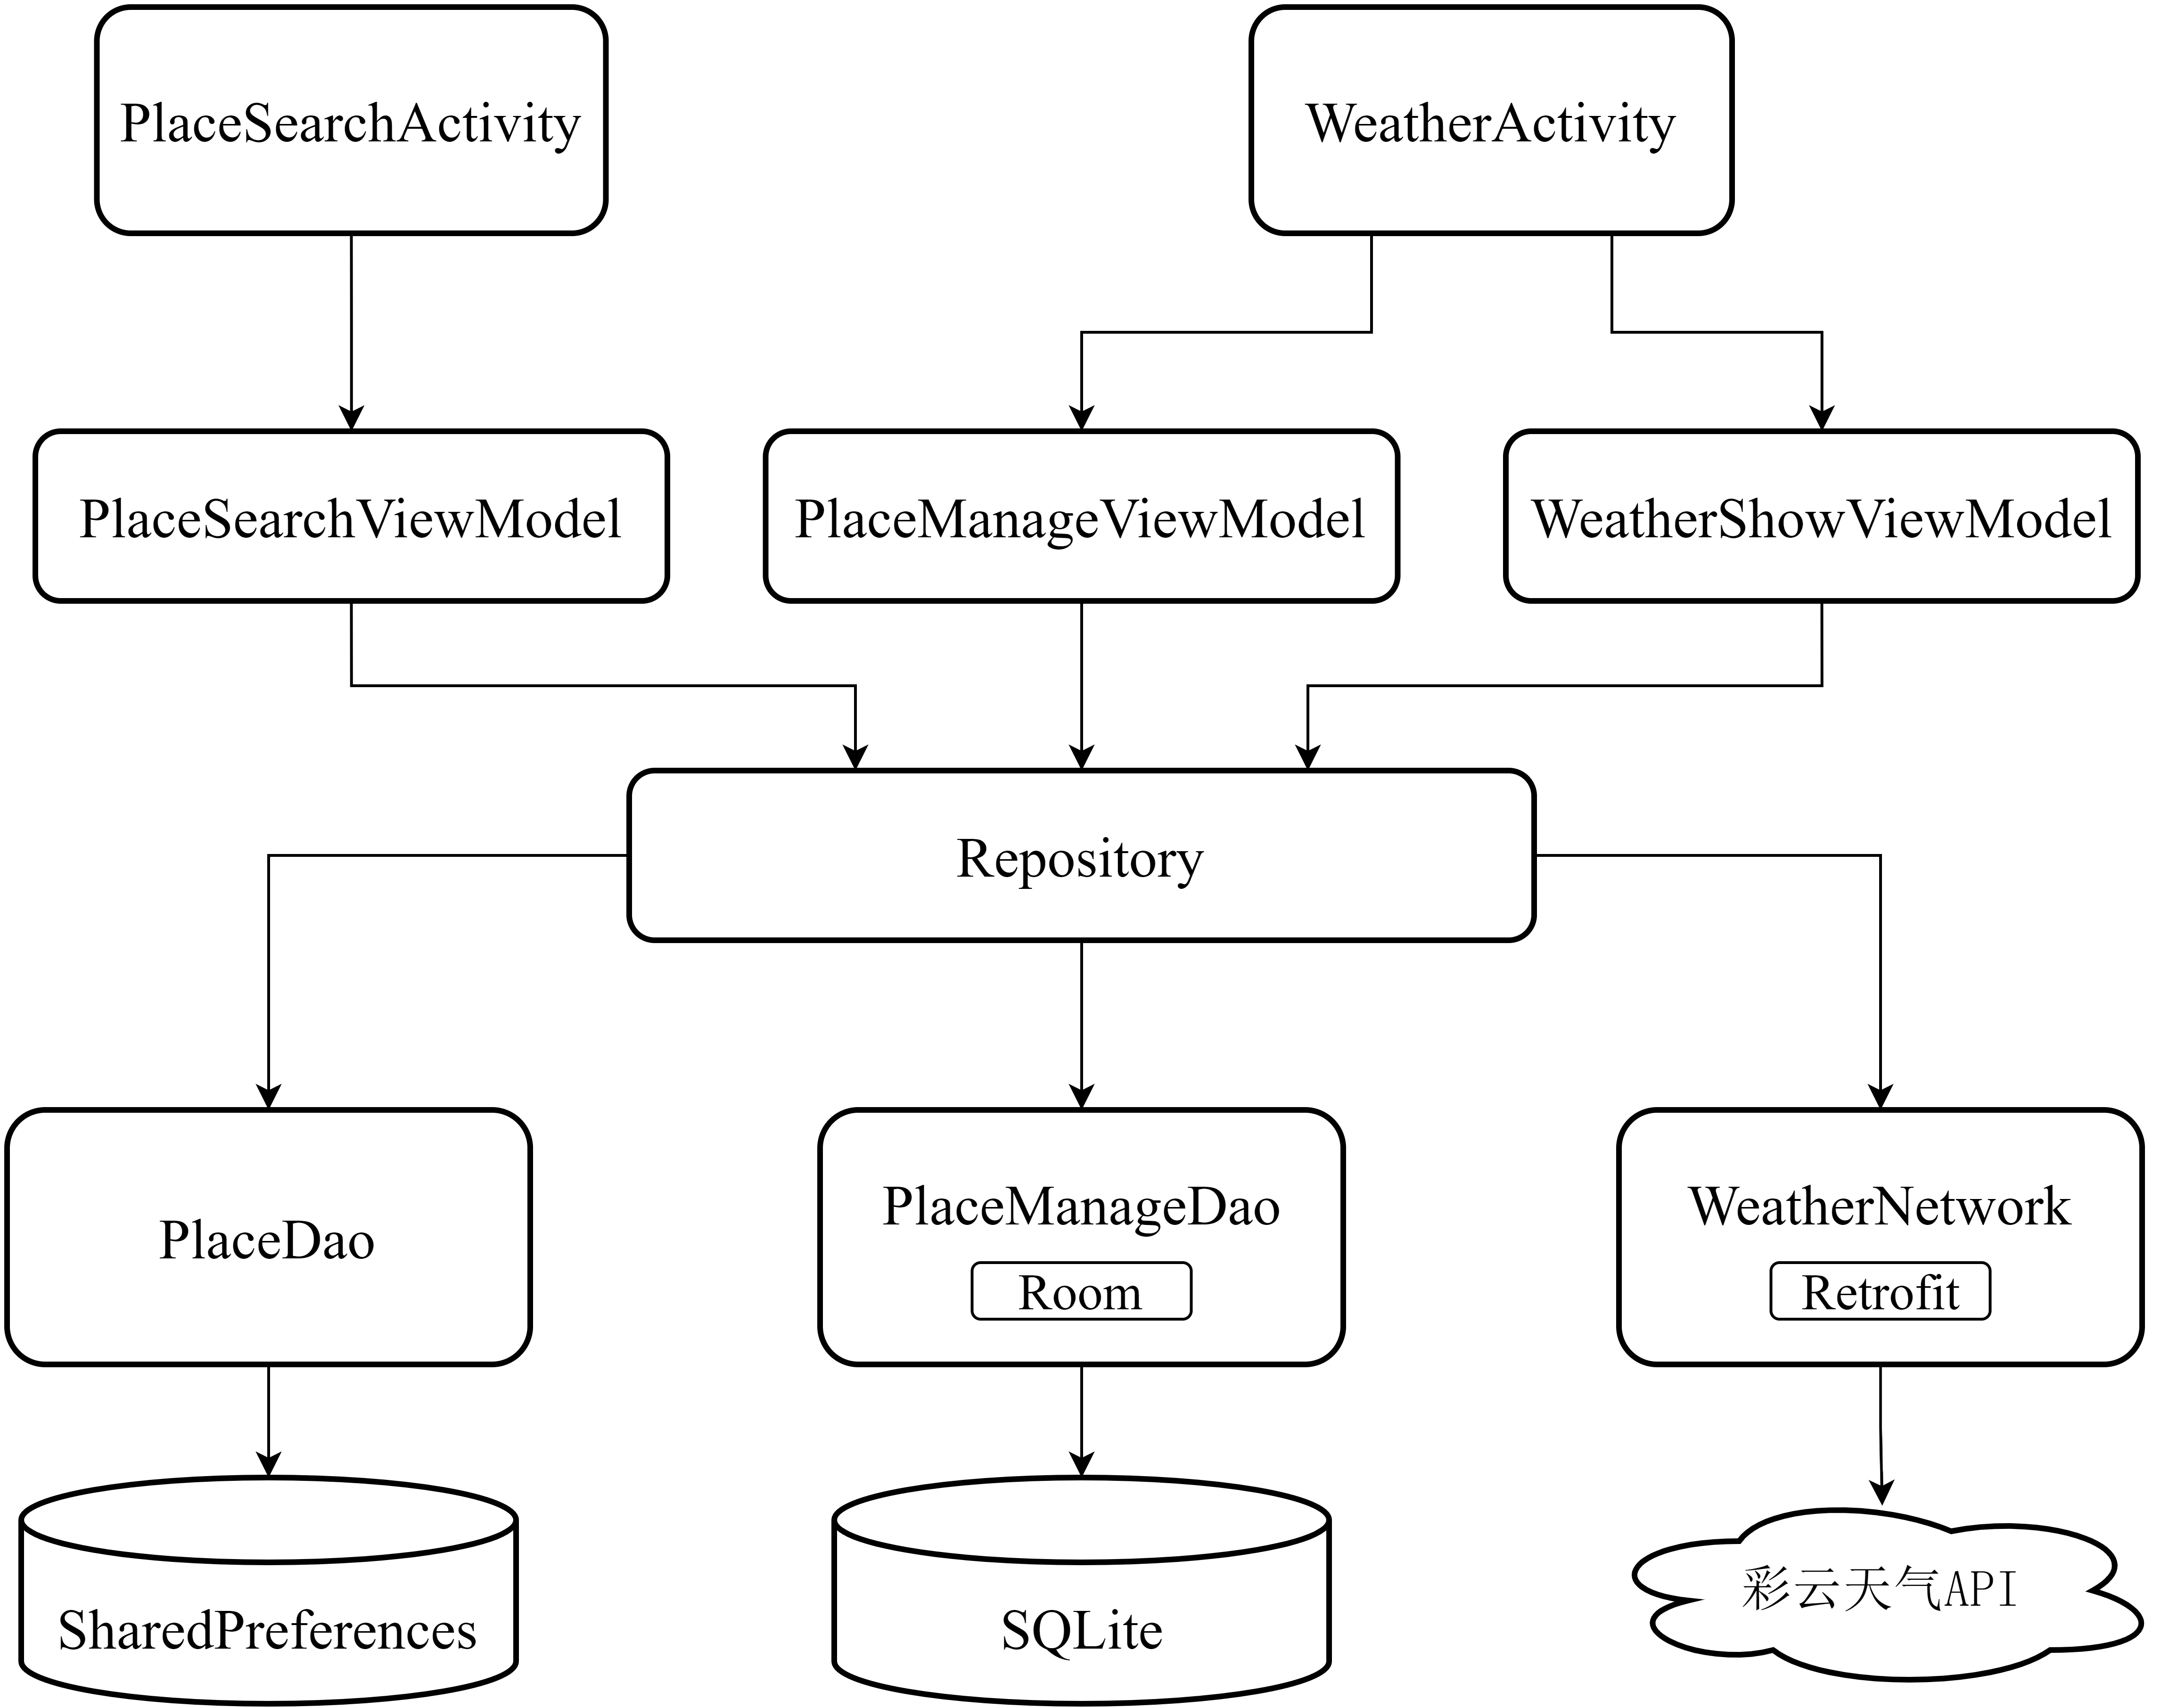 PlaceSearchActivity
WeatherActivity
PlaceSearchViewModel
PlaceManageViewModel
WeatherShowViewModel
Repository
PlaceDao
PlaceManageDao
Room
WeatherNetwork
Retrofit
SharedPreferences
SQLite
彩云天气API